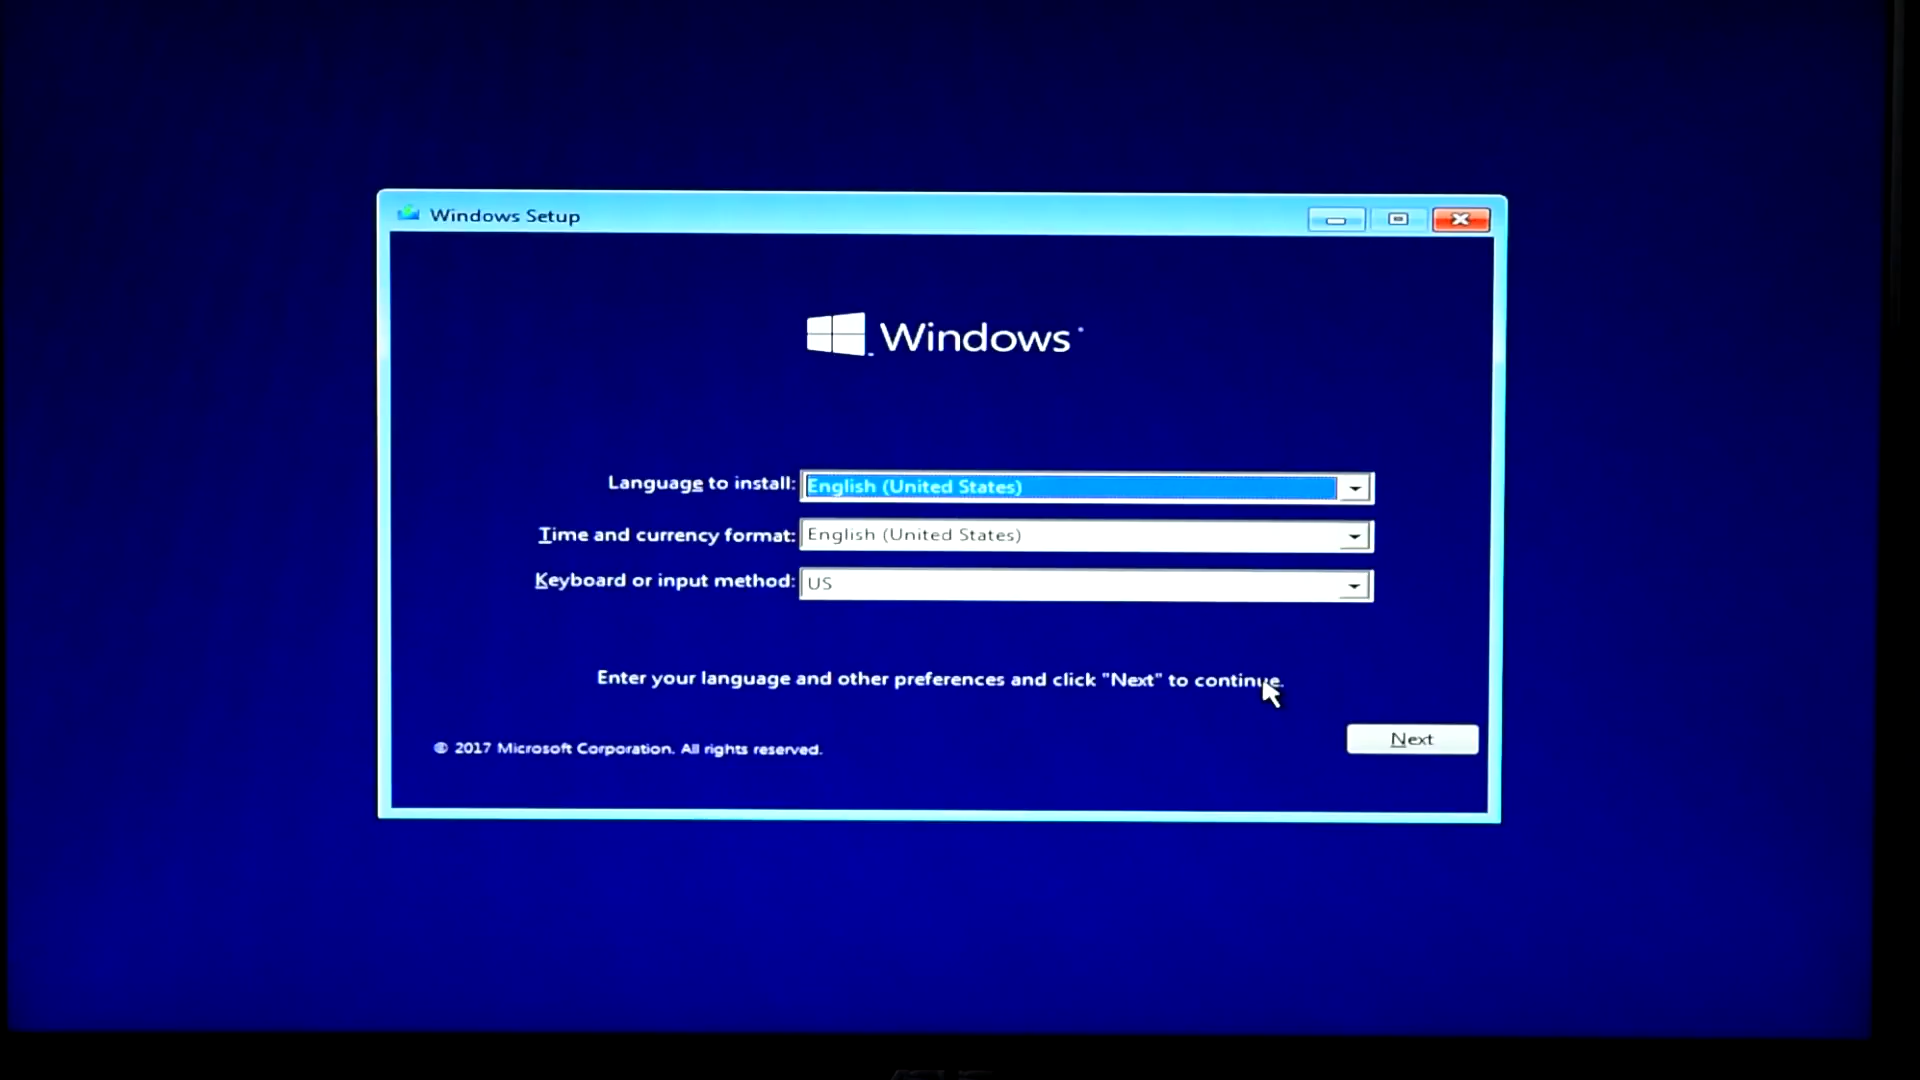 Windows Setup
Windows
Language to install: English (United States)
Time and currency format: English (United States)
Keyboard or input method: US
Enter your language and other preferences and click "Next" to continue.
© 2017 Microsoft Corporation. All rights reserved.
Next